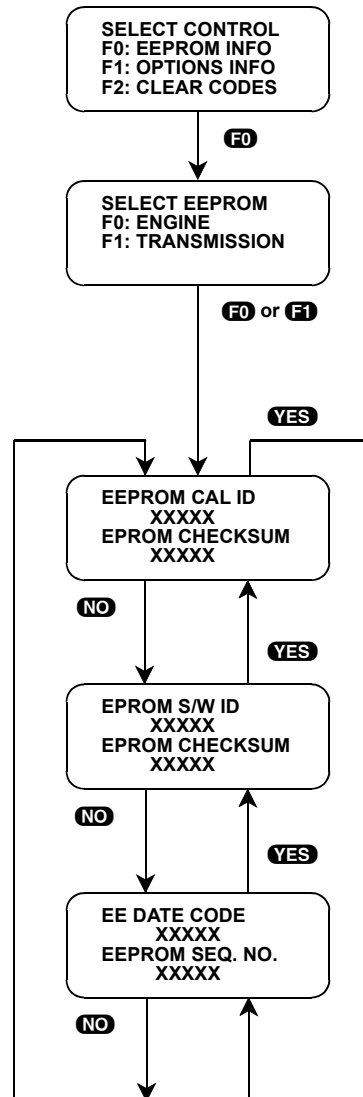 SELECT CONTROL
F0: EEPROM INFO
F1: OPTIONS INFO
F2: CLEAR CODES
F0
SELECT EEPROM
F0: ENGINE
F1: TRANSMISSION
F0 or F1
YES
EEPROM CAL ID
XXXXX
EPROM CHECKSUM
XXXXX
NO
YES
EPROM S/W ID
XXXXX
EPROM CHECKSUM
XXXXX
NO
YES
EE DATE CODE
XXXXX
EEPROM SEQ. NO.
XXXXX
NO